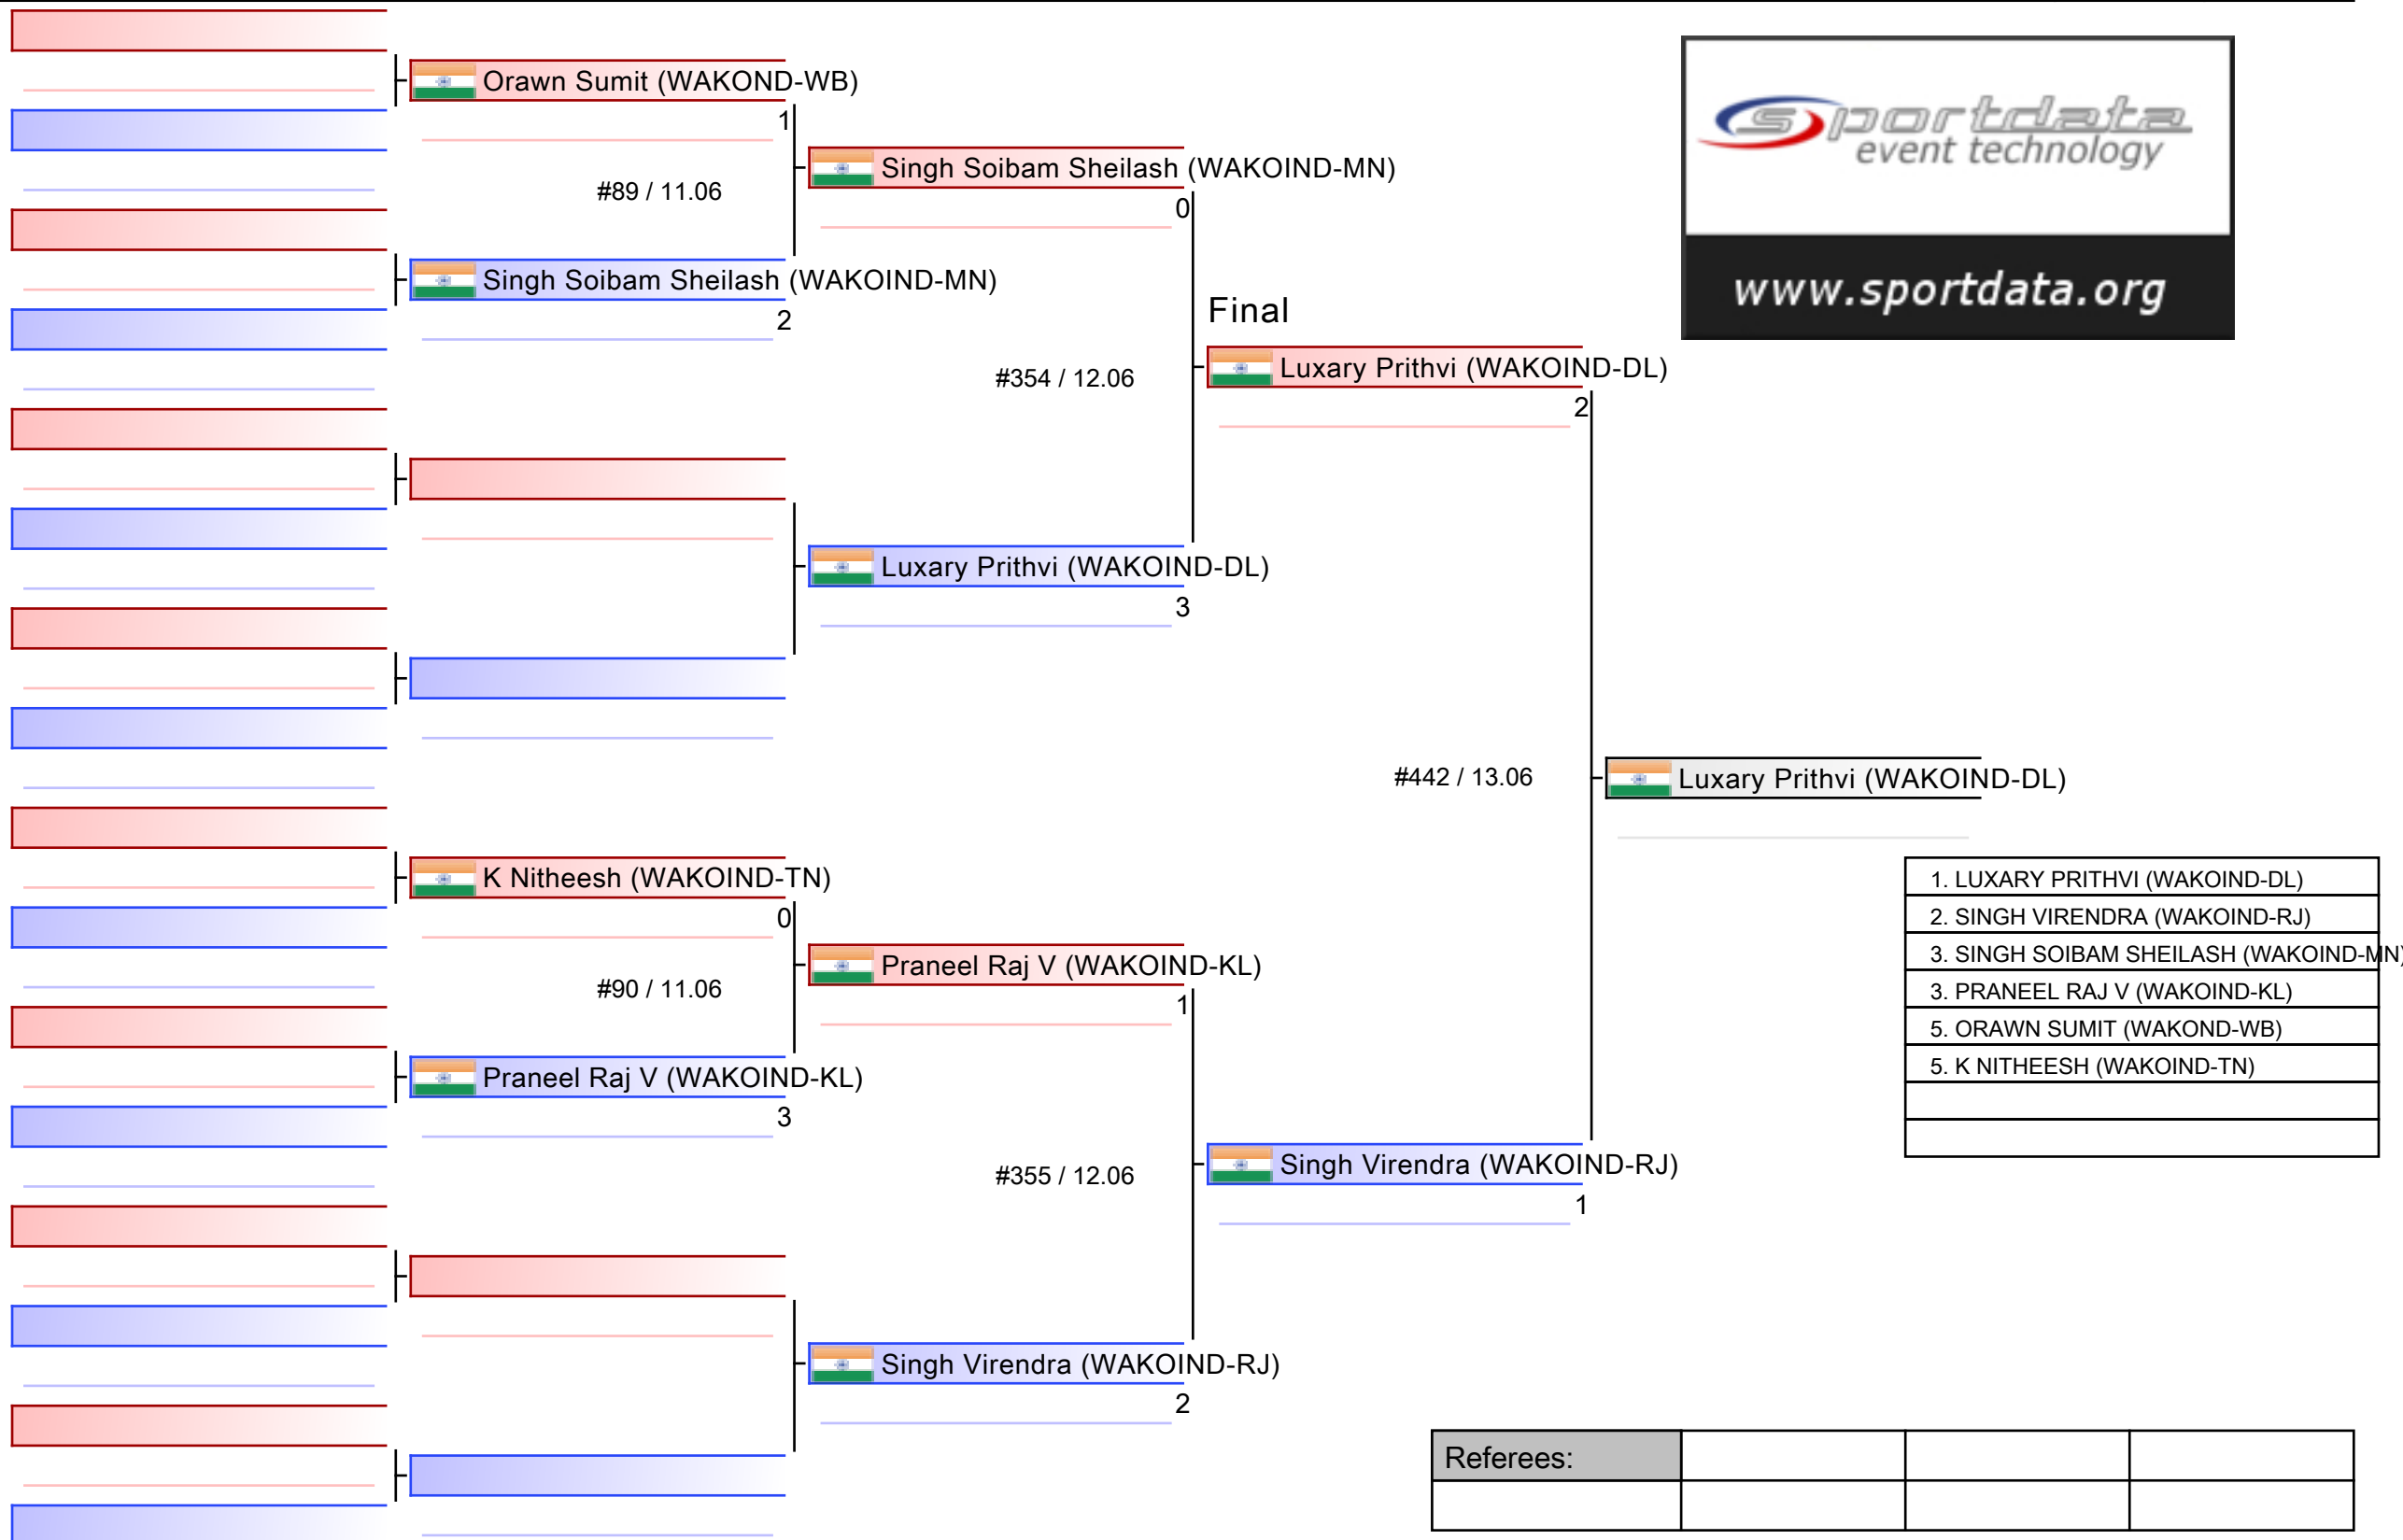 Orawn Sumit (WAKOND-WB)
1
#89 / 11.06
Singh Soibam Sheilash (WAKOIND-MN)
2
Singh Soibam Sheilash (WAKOIND-MN)
0
#354 / 12.06
Luxary Prithvi (WAKOIND-DL)
3
Final
Luxary Prithvi (WAKOIND-DL)
2
#442 / 13.06
Luxary Prithvi (WAKOIND-DL)
K Nitheesh (WAKOIND-TN)
0
#90 / 11.06
Praneel Raj V (WAKOIND-KL)
3
Praneel Raj V (WAKOIND-KL)
1
#355 / 12.06
Singh Virendra (WAKOIND-RJ)
2
Singh Virendra (WAKOIND-RJ)
1
sportdata
event technology
www.sportdata.org
1. LUXARY PRITHVI (WAKOIND-DL)
2. SINGH VIRENDRA (WAKOIND-RJ)
3. SINGH SOIBAM SHEILASH (WAKOIND-MN)
3. PRANEEL RAJ V (WAKOIND-KL)
5. ORAWN SUMIT (WAKOND-WB)
5. K NITHEESH (WAKOIND-TN)
Referees: